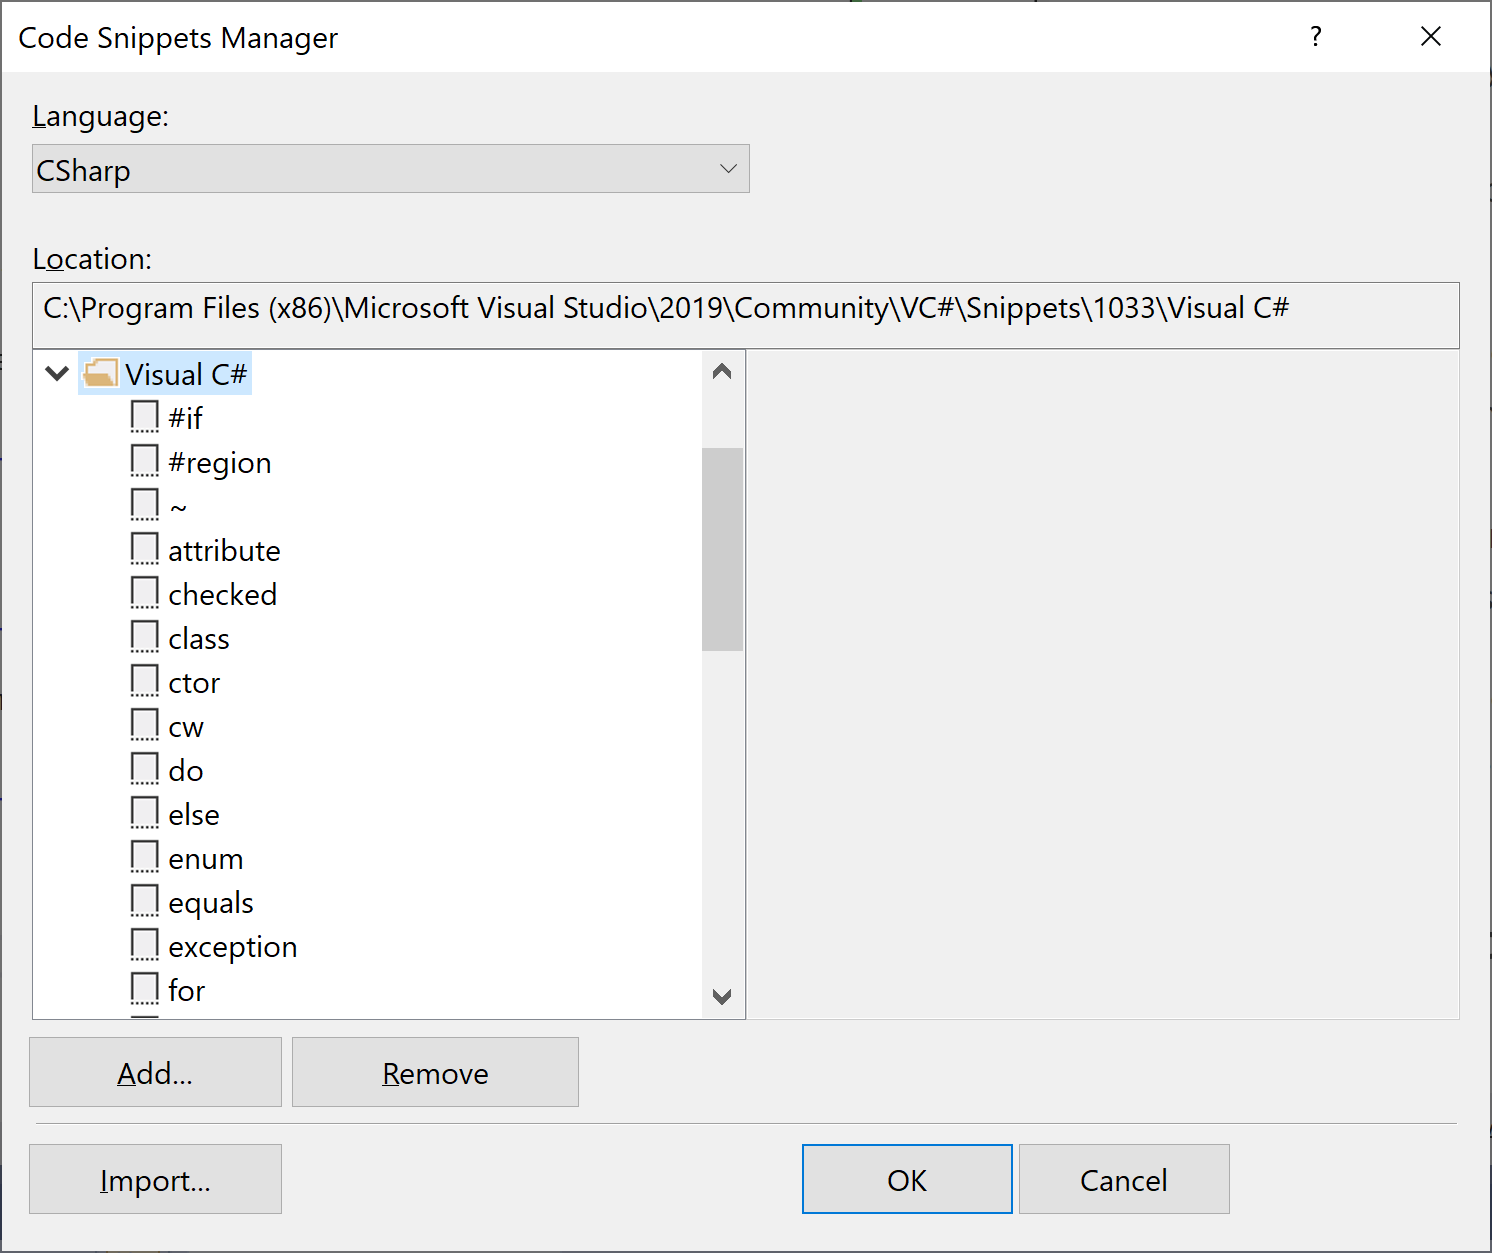 Code Snippets Manager
?
Language:
CSharp
Location:
C:\Program Files (x86)\Microsoft Visual Studio\2019\Community\VC#\Snippets\1033\Visual C#
Visual C#
#if
#region
~
attribute
checked
class
ctor
cw
do
else
enum
equals
exception
for
Add...
Remove
Import...
OK
Cancel